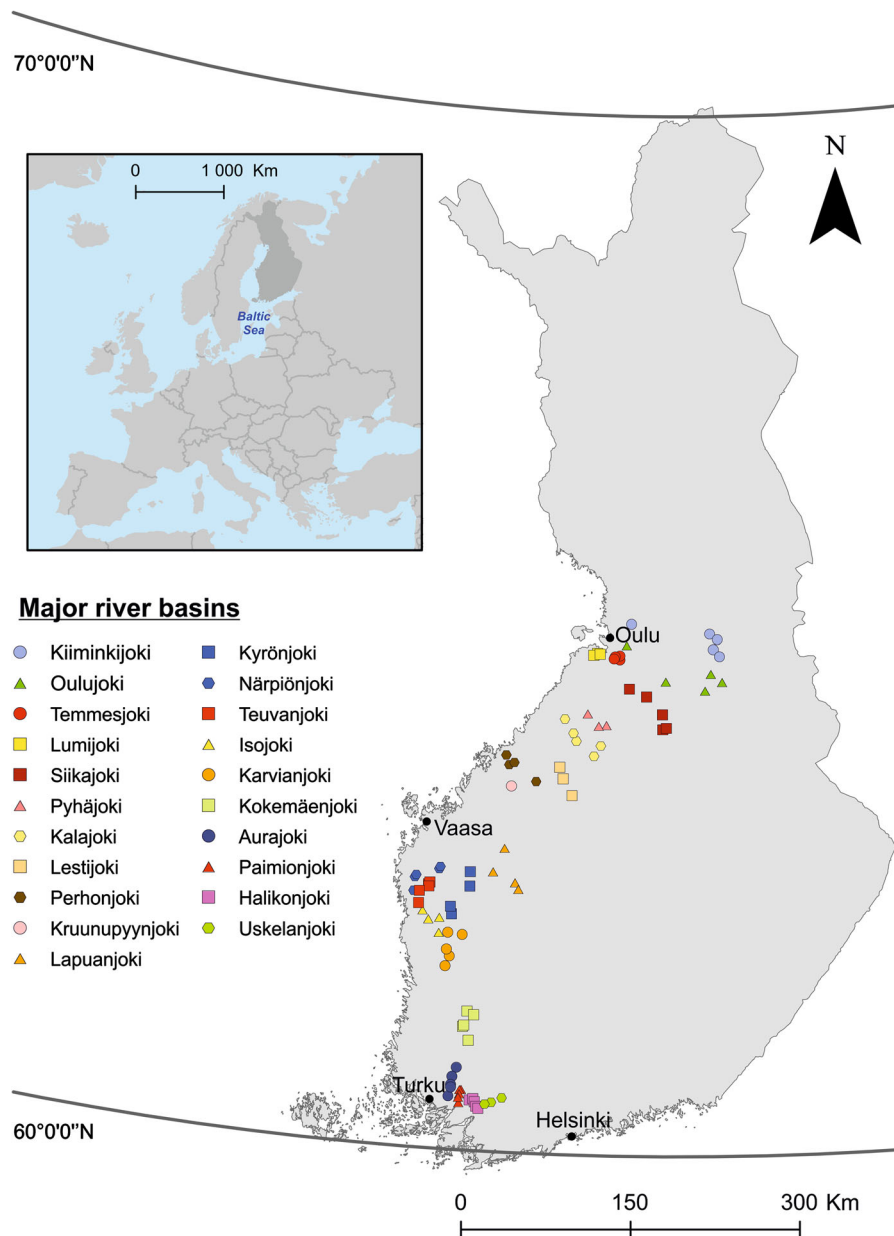 70°0'0"N
N
0 1 000 Km
Baltic
Sea
Major river basins
Kiiminkijoki
Oulujoki
Temmesjoki
Lumijoki
Siikajoki
Pyhäjoki
Kalajoki
Lestijoki
Perhonjoki
Kruunupyynjoki
Lapuanjoki
Kyrönjoki
Närpiönjoki
Teuvanjoki
Isojoki
Karvianjoki
Kokemäenjoki
Aurajoki
Paimionjoki
Halikonjoki
Uskelanjoki
Oulu
Vaasa
Turku
Helsinki
60°0'0"N
0 150 300 Km